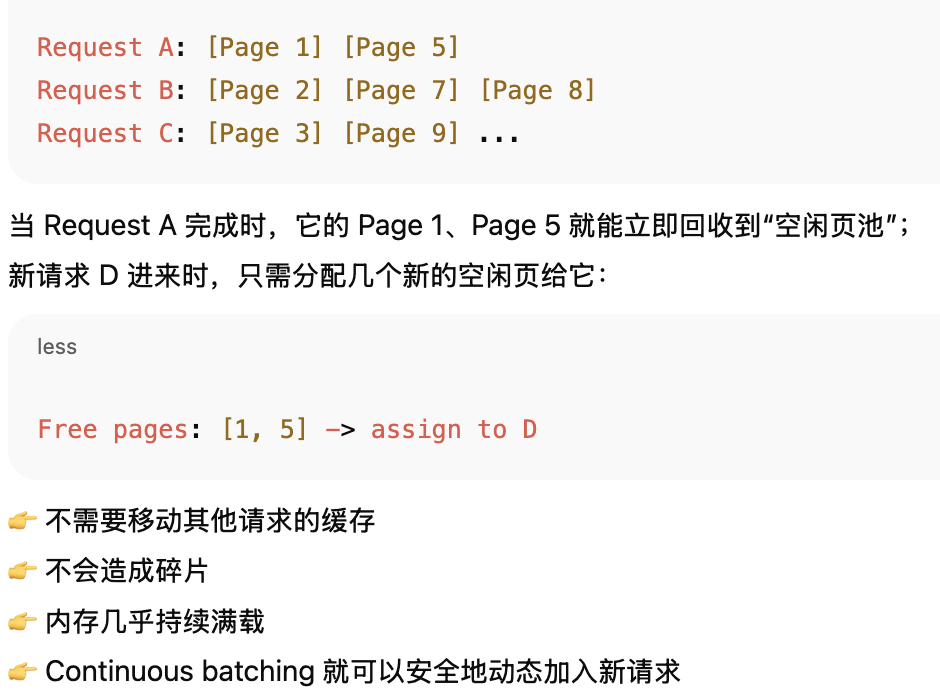 Request A: [Page 1] [Page 5]
Request B: [Page 2] [Page 7] [Page 8]
Request C: [Page 3] [Page 9] ...
当 Request A 完成时，它的 Page 1、Page 5 就能立即回收到“空闲页池”；
新请求 D 进来时，只需分配几个新的空闲页给它：
less
Free pages: [1, 5] -> assign to D
👉 不需要移动其他请求的缓存
👉 不会造成碎片
👉 内存几乎持续满载
👉 Continuous batching 就可以安全地动态加入新请求